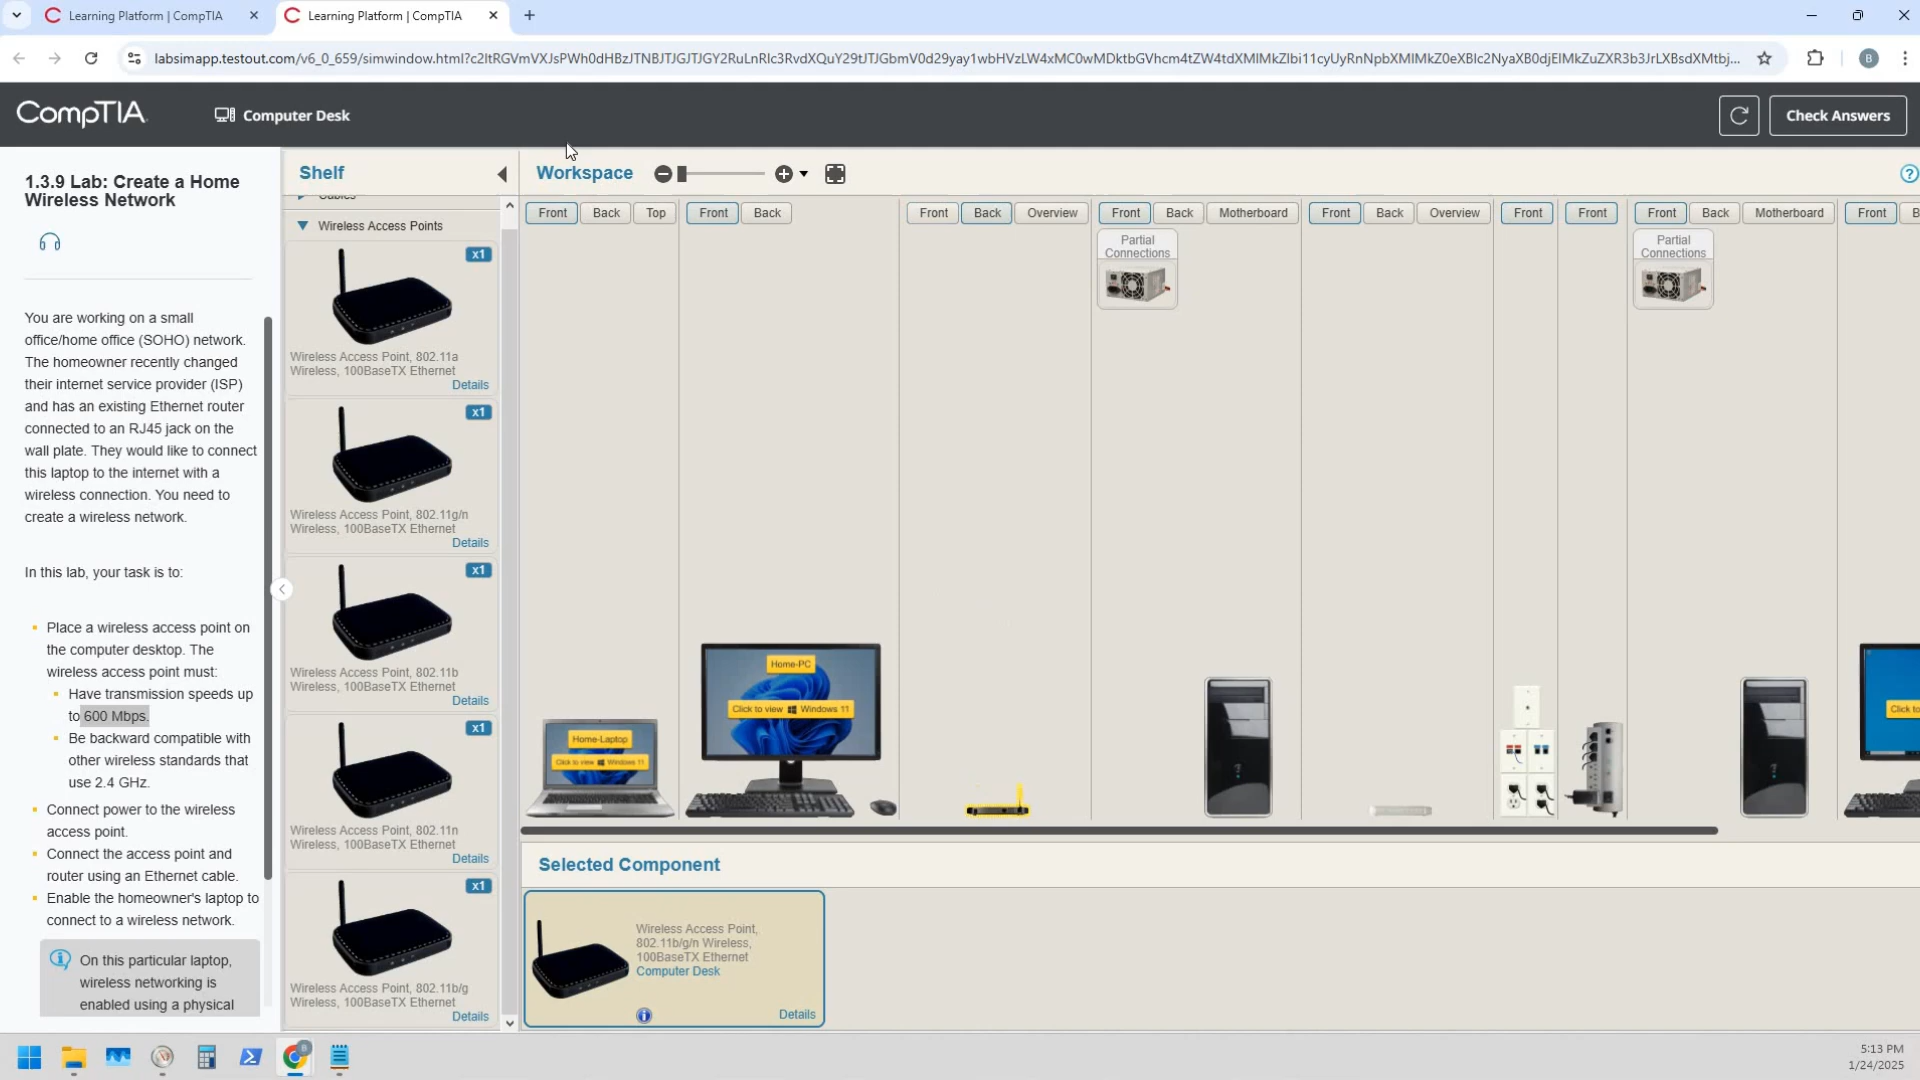 Learning Platform | CompTIA
Learning Platform | CompTIA
CompTIA
Computer Desk
Check Answers
1.3.9 Lab: Create a Home
Wireless Network
You are working on a small
office/home office (SOHO) network.
The homeowner recently changed
their internet service provider (ISP)
and has an existing Ethernet router
connected to an RJ45 jack on the
wall plate. They would like to connect
this laptop to the internet with a
wireless connection. You need to
create a wireless network.
In this lab, your task is to:
Place a wireless access point on
the computer desktop. The
wireless access point must:
Have transmission speeds up
to 600 Mbps.
Be backward compatible with
other wireless standards that
use 2.4 GHz.
Connect power to the wireless
access point.
Connect the access point and
router using an Ethernet cable.
Enable the homeowner's laptop to
connect to a wireless network.
On this particular laptop,
wireless networking is
enabled using a physical
Shelf
Cables
Wireless Access Points
x1
Wireless Access Point, 802.11a
Wireless, 100BaseTX Ethernet
Details
x1
Wireless Access Point, 802.11g/n
Wireless, 100BaseTX Ethernet
Details
x1
Wireless Access Point, 802.11b
Wireless, 100BaseTX Ethernet
Details
x1
Wireless Access Point, 802.11n
Wireless, 100BaseTX Ethernet
Details
x1
Wireless Access Point, 802.11b/g
Wireless, 100BaseTX Ethernet
Details
Workspace
Front Back Top Front Back Front Back Overview Front Back Motherboard Front Back Overview Front Front Front Back Motherboard Front B
Partial
Connections
Partial
Connections
Home-PC
Click to view Windows 11
Home-Laptop
Click to view Windows 11
Click to
Selected Component
Wireless Access Point,
802.11b/g/n Wireless,
100BaseTX Ethernet
Computer Desk
Details
5:13 PM
1/24/2025